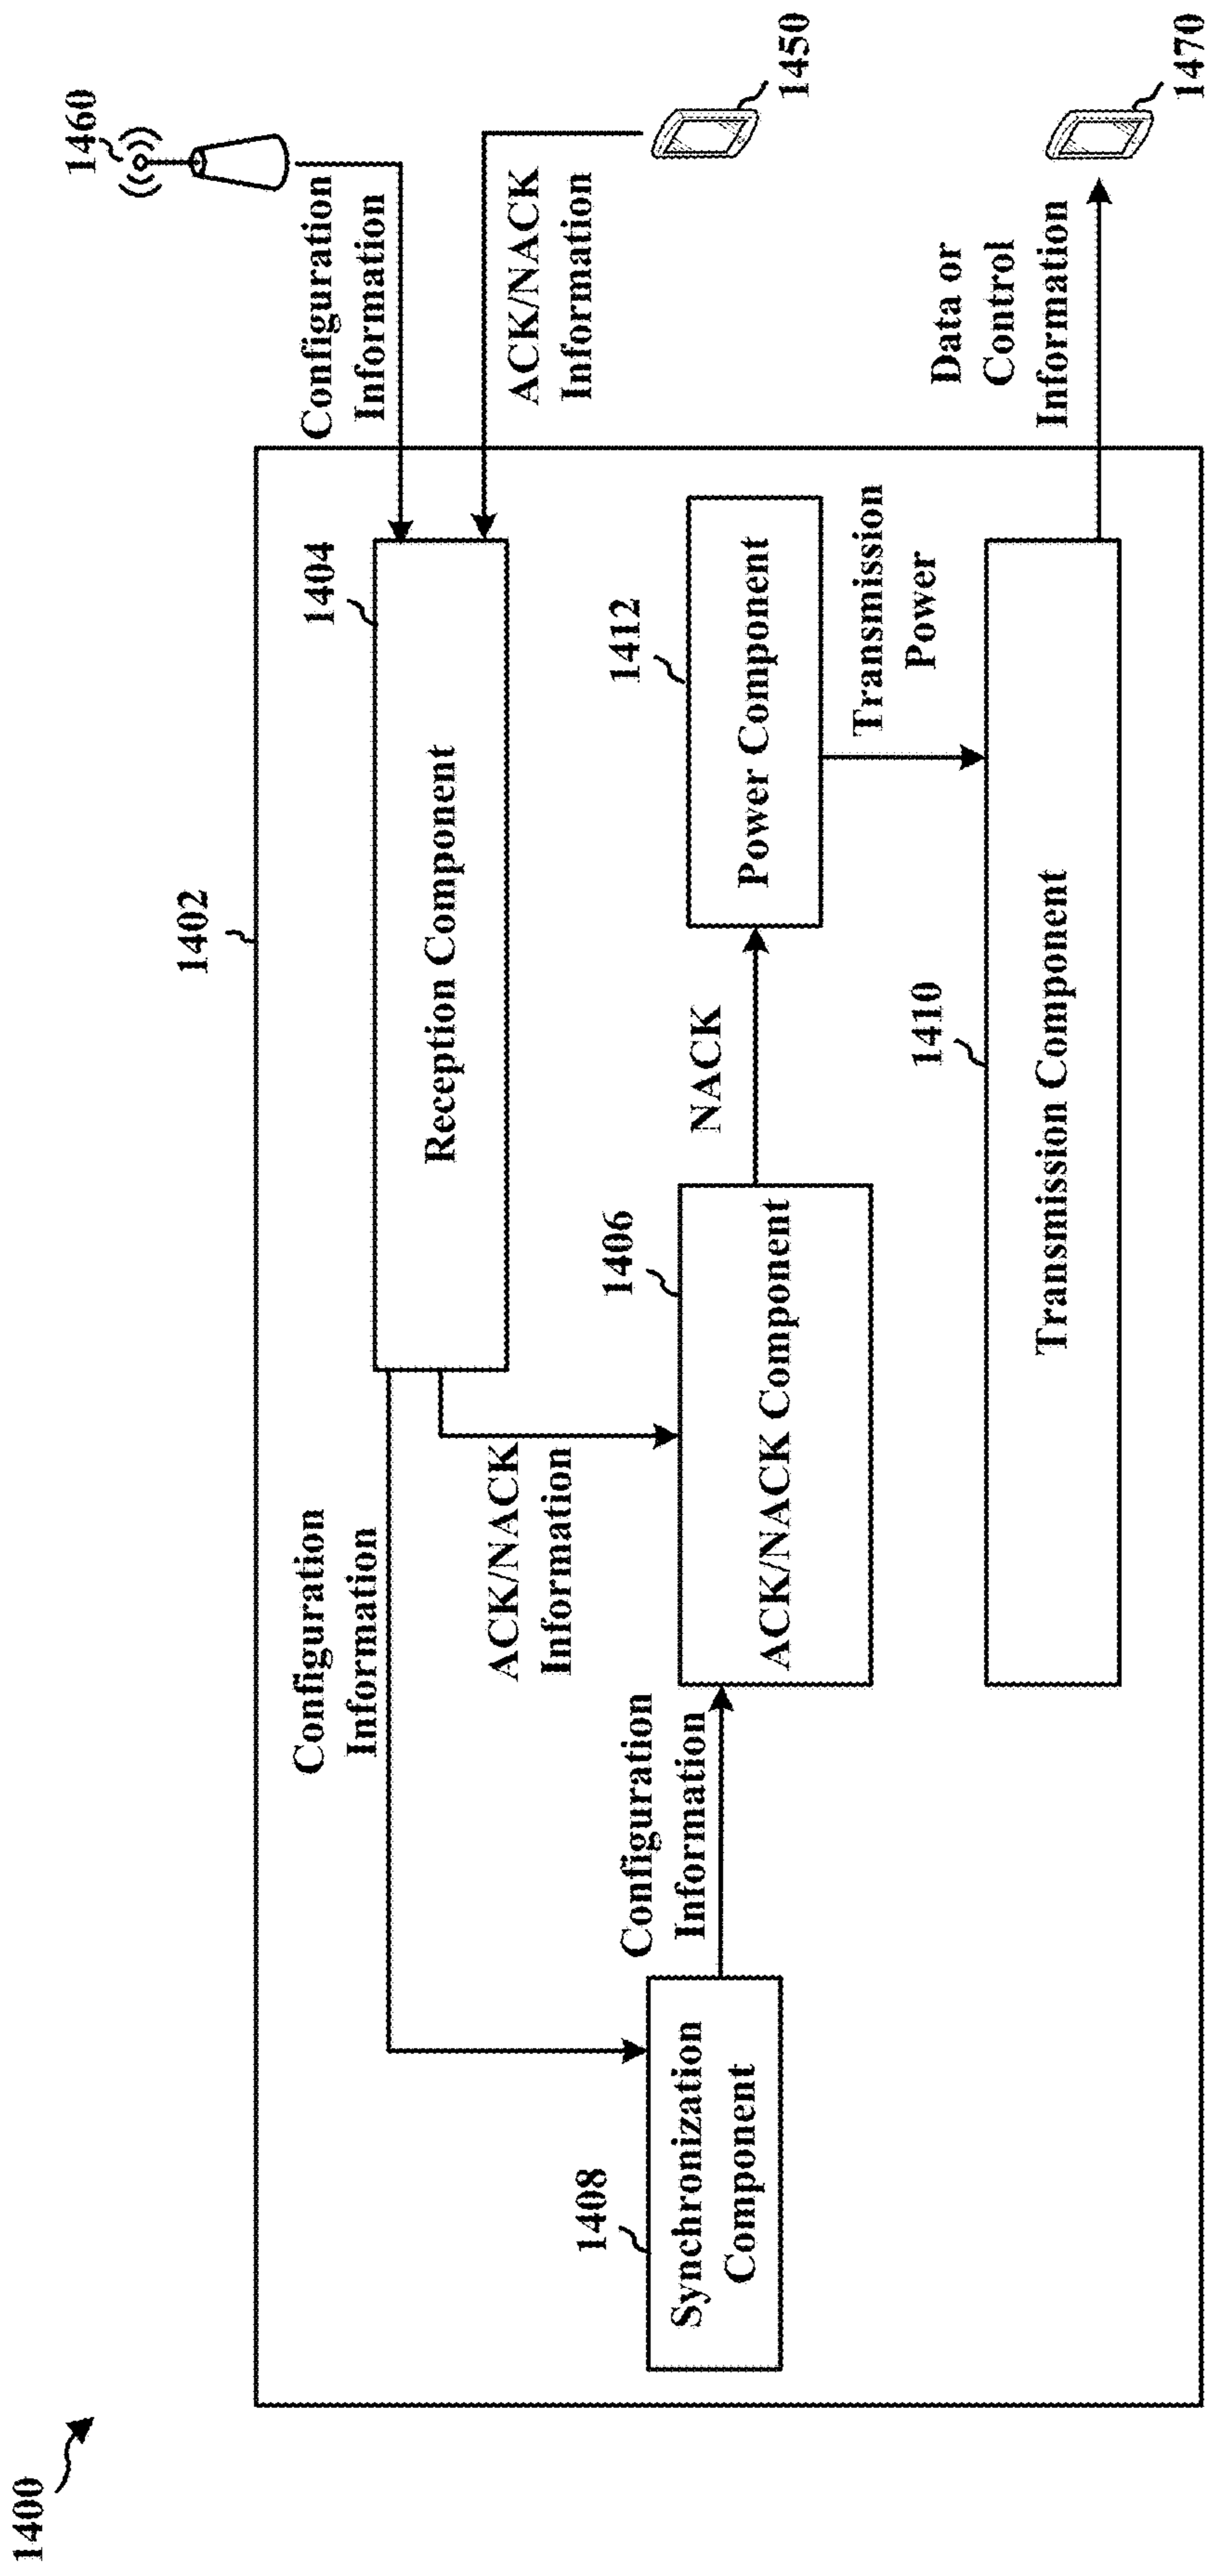 1400
1402
1460
Configuration
Information
1404
Reception Component
ACK/NACK
Information
1450
Configuration
Information
ACK/NACK
Information
1408
Synchronization
Component
Configuration
Information
1406
ACK/NACK Component
NACK
1412
Power Component
Transmission
Power
1410
Transmission Component
Data or
Control
Information
1470